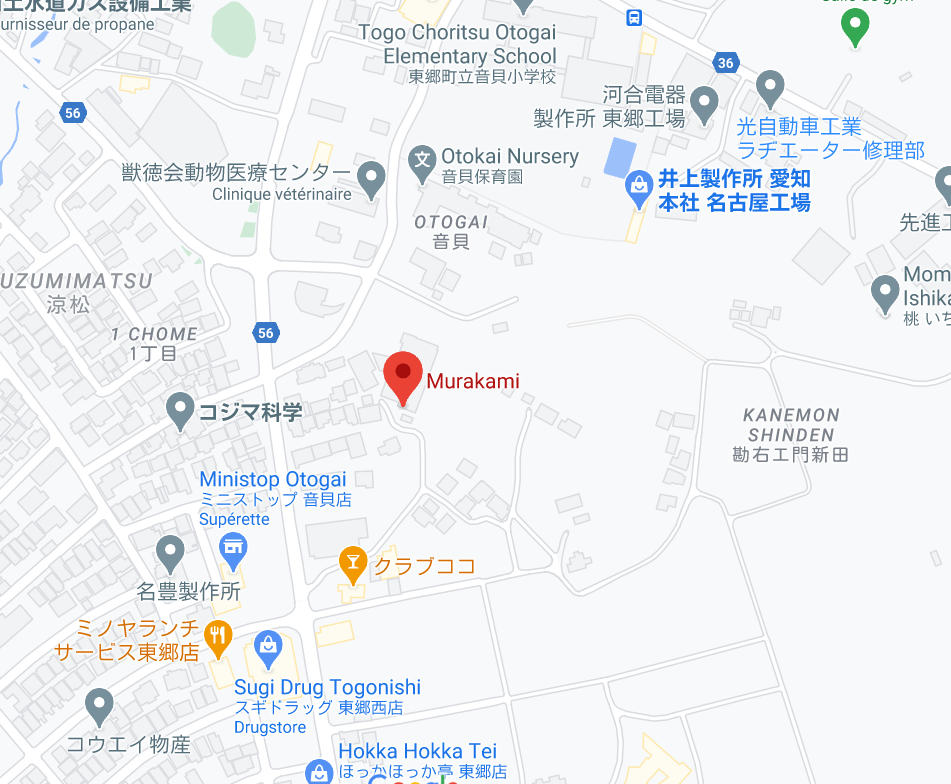 土水道ガス設備工業
urnisseur de propane
56
Togo Choritsu Otogai
Elementary School
東郷町立音貝小学校
36
河合電器
製作所 東郷工場
光自動車工業
ラヂエーター修理部
獣徳会動物医療センター
Clinique vétérinaire
Otokai Nursery
音貝保育園
井上製作所 愛知
本社 名古屋工場
OTOGAI
音貝
先進工
UZUMIMATSU
涼松
Mom
Ishika
桃 いち
1 CHOME
1丁目
56
Murakami
コジマ科学
KANEMON
SHINDEN
勘右エ門新田
Ministop Otogai
ミニストップ 音貝店
Supérette
クラブココ
名豊製作所
ミノヤランチ
サービス東郷店
Sugi Drug Togonishi
スギドラッグ 東郷西店
Drugstore
コウエイ物産
Hokka Hokka Tei
ほっかほっか亭 東郷店
Google